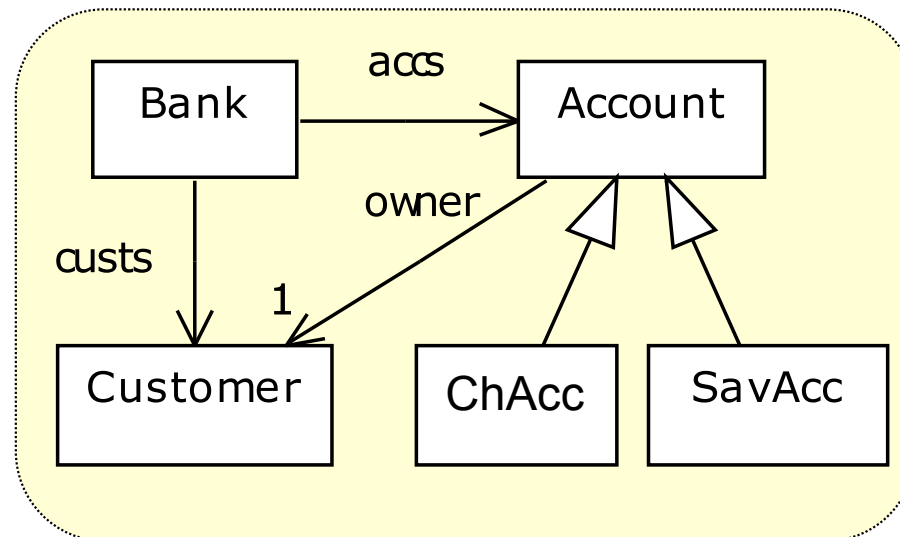 accs
Bank
Account
owner
custs
1
Customer
ChAcc
SavAcc